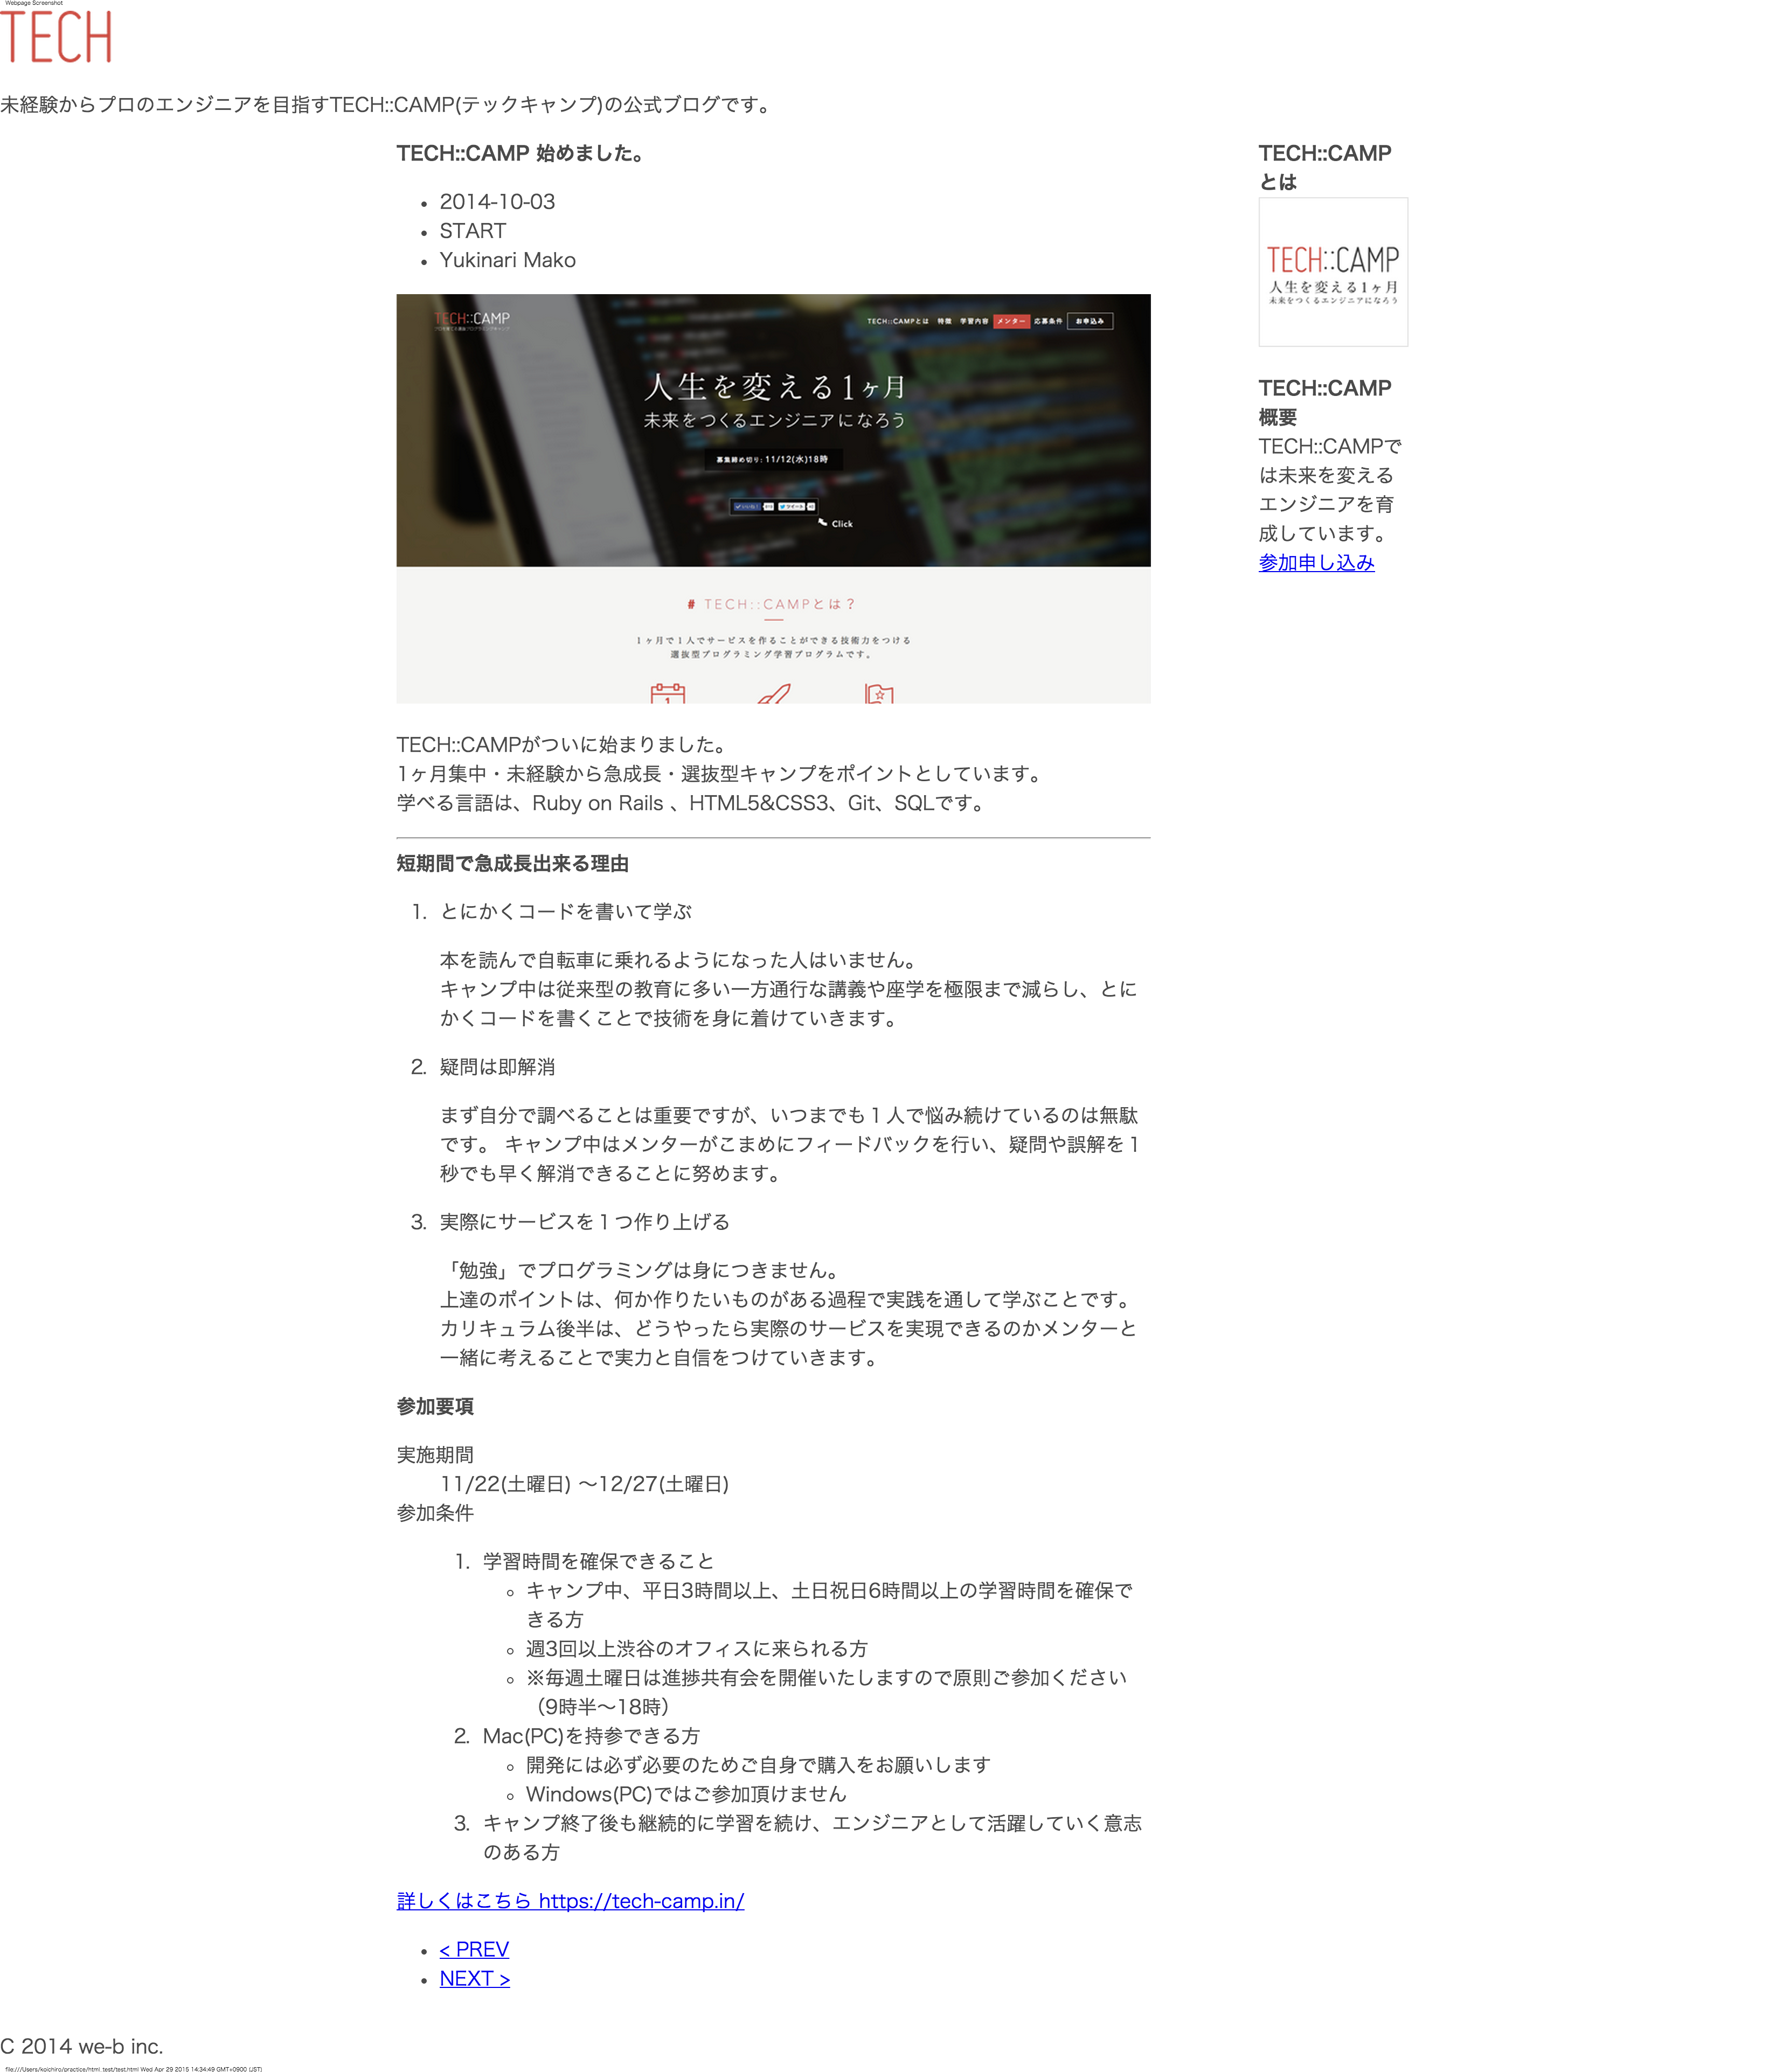 Webpage Screenshot
TECH
未経験からプロのエンジニアを目指すTECH::CAMP(テックキャンプ)の公式ブログです。
TECH::CAMP 始めました。
• 2014-10-03
• START
• Yukinari Mako
TECH::CAMP
TECH::CAMPとは 特徴 学習内容 メンター 応募条件 お申込み
人生を変える1ヶ月
未来をつくるエンジニアになろう
募集締め切り: 11/12(水)18時
いいね! ツイート
Click
# TECH::CAMPとは？
1ヶ月で1人でサービスを作ることができる技術力をつける
選抜型プログラミング学習プログラムです。
1
TECH::CAMPがついに始まりました。
1ヶ月集中・未経験から急成長・選抜型キャンプをポイントとしています。
学べる言語は、Ruby on Rails 、HTML5&CSS3、Git、SQLです。
短期間で急成長出来る理由
1. とにかくコードを書いて学ぶ
本を読んで自転車に乗れるようになった人はいません。
キャンプ中は従来型の教育に多い一方通行な講義や座学を極限まで減らし、とに
かくコードを書くことで技術を身に着けていきます。
2. 疑問は即解消
まず自分で調べることは重要ですが、いつまでも１人で悩み続けているのは無駄
です。 キャンプ中はメンターがこまめにフィードバックを行い、疑問や誤解を１
秒でも早く解消できることに努めます。
3. 実際にサービスを１つ作り上げる
「勉強」でプログラミングは身につきません。
上達のポイントは、何か作りたいものがある過程で実践を通して学ぶことです。
カリキュラム後半は、どうやったら実際のサービスを実現できるのかメンターと
一緒に考えることで実力と自信をつけていきます。
参加要項
実施期間
11/22(土曜日) 〜12/27(土曜日)
参加条件
1. 学習時間を確保できること
◦ キャンプ中、平日3時間以上、土日祝日6時間以上の学習時間を確保で
きる方
◦ 週3回以上渋谷のオフィスに来られる方
◦ ※毎週土曜日は進捗共有会を開催いたしますので原則ご参加ください
（9時半〜18時）
2. Mac(PC)を持参できる方
◦ 開発には必ず必要のためご自身で購入をお願いします
◦ Windows(PC)ではご参加頂けません
3. キャンプ終了後も継続的に学習を続け、エンジニアとして活躍していく意志
のある方
詳しくはこちら https://tech-camp.in/
• < PREV
• NEXT >
TECH::CAMP
とは
TECH::CAMP
人生を変える1ヶ月
未来をつくるエンジニアになろう
TECH::CAMP
概要
TECH::CAMPで
は未来を変える
エンジニアを育
成しています。
参加申し込み
C 2014 we-b inc.
file:///Users/koichiro/practice/html_test/test.html Wed Apr 29 2015 14:34:49 GMT+0900 (JST)